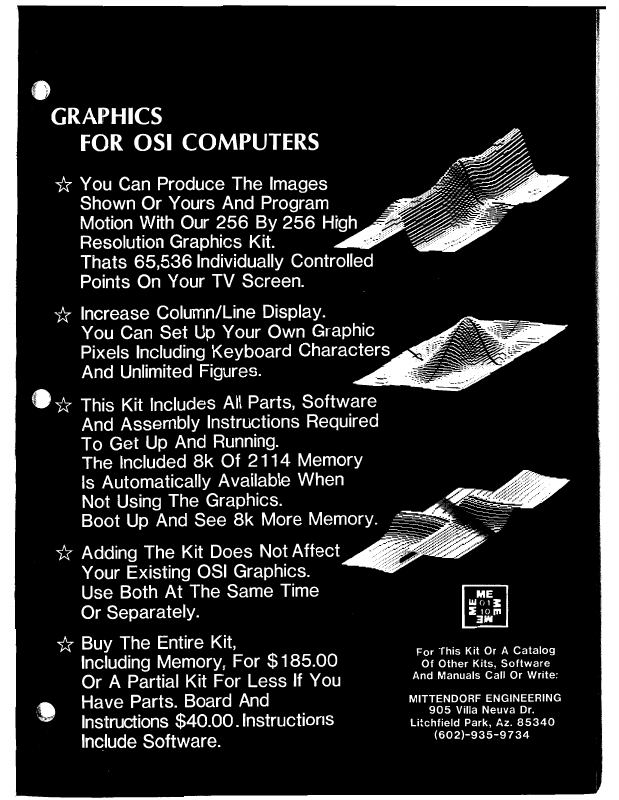 GRAPHICS
FOR OSI COMPUTERS
☆ You Can Produce The Images
Shown Or Yours And Program
Motion With Our 256 By 256 High
Resolution Graphics Kit.
Thats 65,536 Individually Controlled
Points On Your TV Screen.
☆ Increase Column/Line Display.
You Can Set Up Your Own Graphic
Pixels Including Keyboard Characters
And Unlimited Figures.
☆ This Kit Includes All Parts, Software
And Assembly Instructions Required
To Get Up And Running.
The Included 8k Of 2114 Memory
Is Automatically Available When
Not Using The Graphics.
Boot Up And See 8k More Memory.
☆ Adding The Kit Does Not Affect
Your Existing OSI Graphics.
Use Both At The Same Time
Or Separately.
☆ Buy The Entire Kit,
Including Memory, For $185.00
Or A Partial Kit For Less If You
Have Parts. Board And
Instructions $40.00. Instructions
Include Software.
ME
ME 01 ME
10
ME
For This Kit Or A Catalog
Of Other Kits, Software
And Manuals Call Or Write:
MITTENDORF ENGINEERING
905 Villa Neuva Dr.
Litchfield Park, Az. 85340
(602)-935-9734